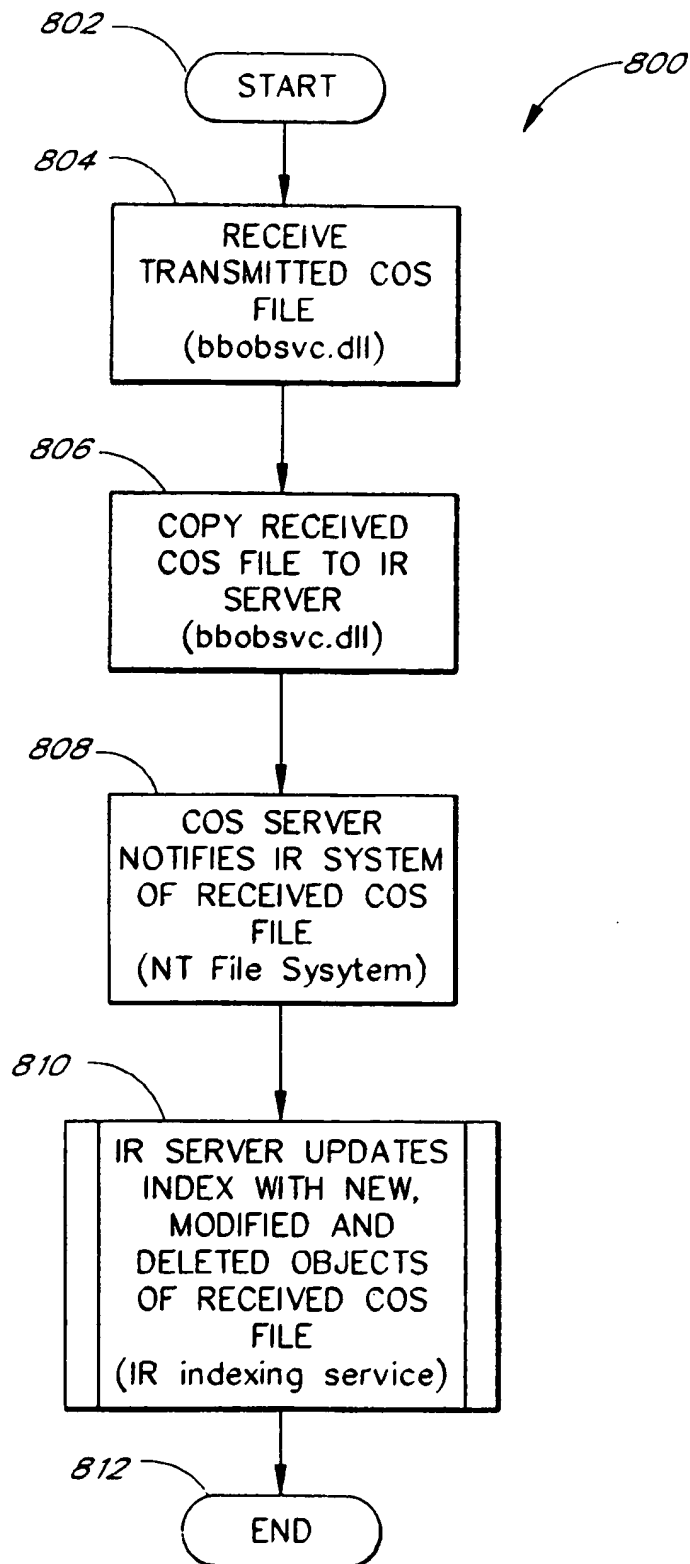 802
START
800
804
RECEIVE
TRANSMITTED COS
FILE
(bbobsvc.dll)
806
COPY RECEIVED
COS FILE TO IR
SERVER
(bbobsvc.dll)
808
COS SERVER
NOTIFIES IR SYSTEM
OF RECEIVED COS
FILE
(NT File Sysytem)
810
IR SERVER UPDATES
INDEX WITH NEW,
MODIFIED AND
DELETED OBJECTS
OF RECEIVED COS
FILE
(IR indexing service)
812
END